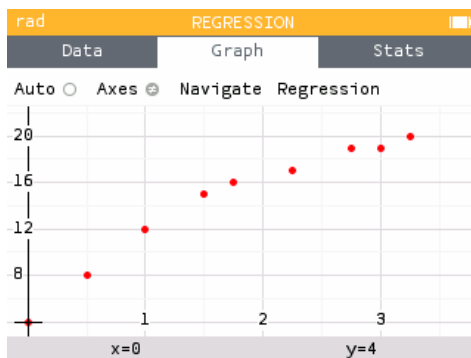 rad REGRESSION
Data Graph Stats
Auto Axes Navigate Regression
20
16
12
8
1 2 3
x=0 y=4